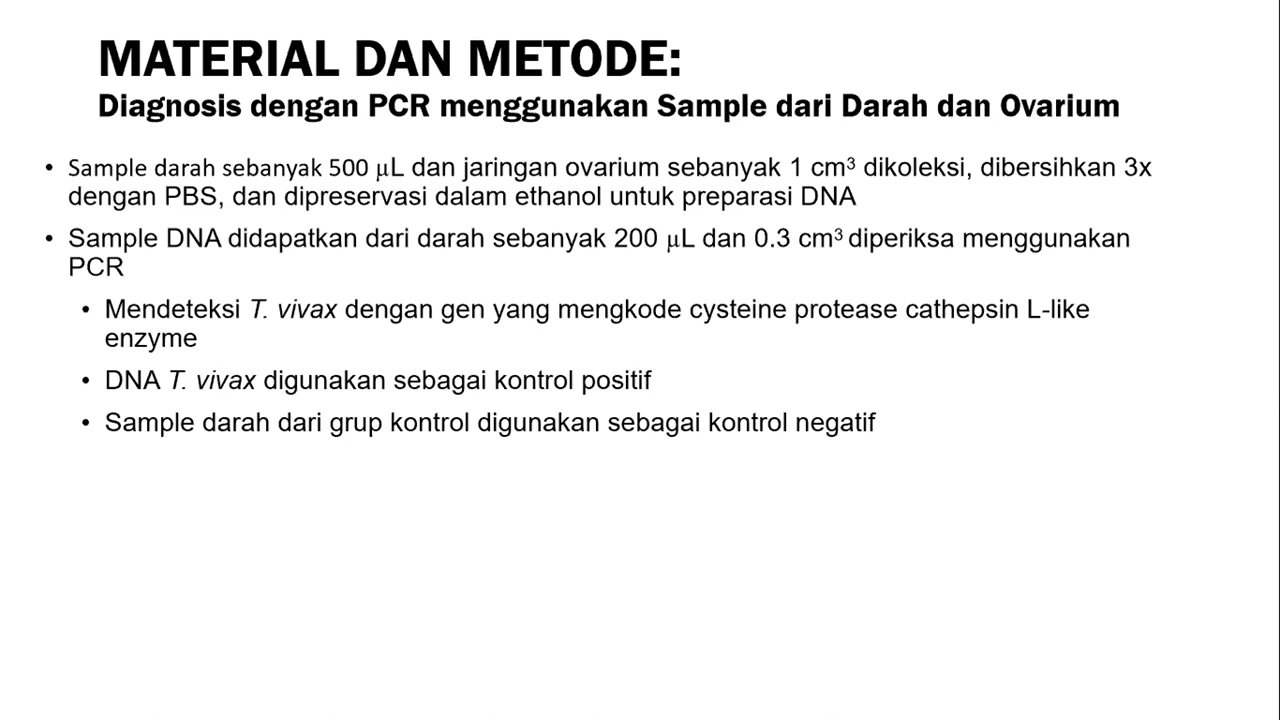 MATERIAL DAN METODE:
Diagnosis dengan PCR menggunakan Sample dari Darah dan Ovarium
• Sample darah sebanyak 500 μL dan jaringan ovarium sebanyak 1 cm³ dikoleksi, dibersihkan 3x
dengan PBS, dan dipreservasi dalam ethanol untuk preparasi DNA
• Sample DNA didapatkan dari darah sebanyak 200 μL dan 0.3 cm³ diperiksa menggunakan
PCR
• Mendeteksi T. vivax dengan gen yang mengkode cysteine protease cathepsin L-like
enzyme
• DNA T. vivax digunakan sebagai kontrol positif
• Sample darah dari grup kontrol digunakan sebagai kontrol negatif